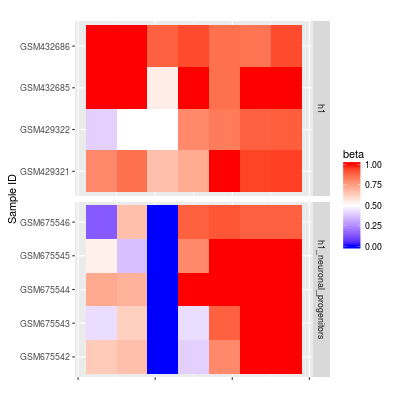 GSM432686
GSM432685
GSM429322
GSM429321
h1
GSM675546
GSM675545
GSM675544
GSM675543
GSM675542
h1_neuronal_progenitors
Sample ID
beta
1.00
0.75
0.50
0.25
0.00